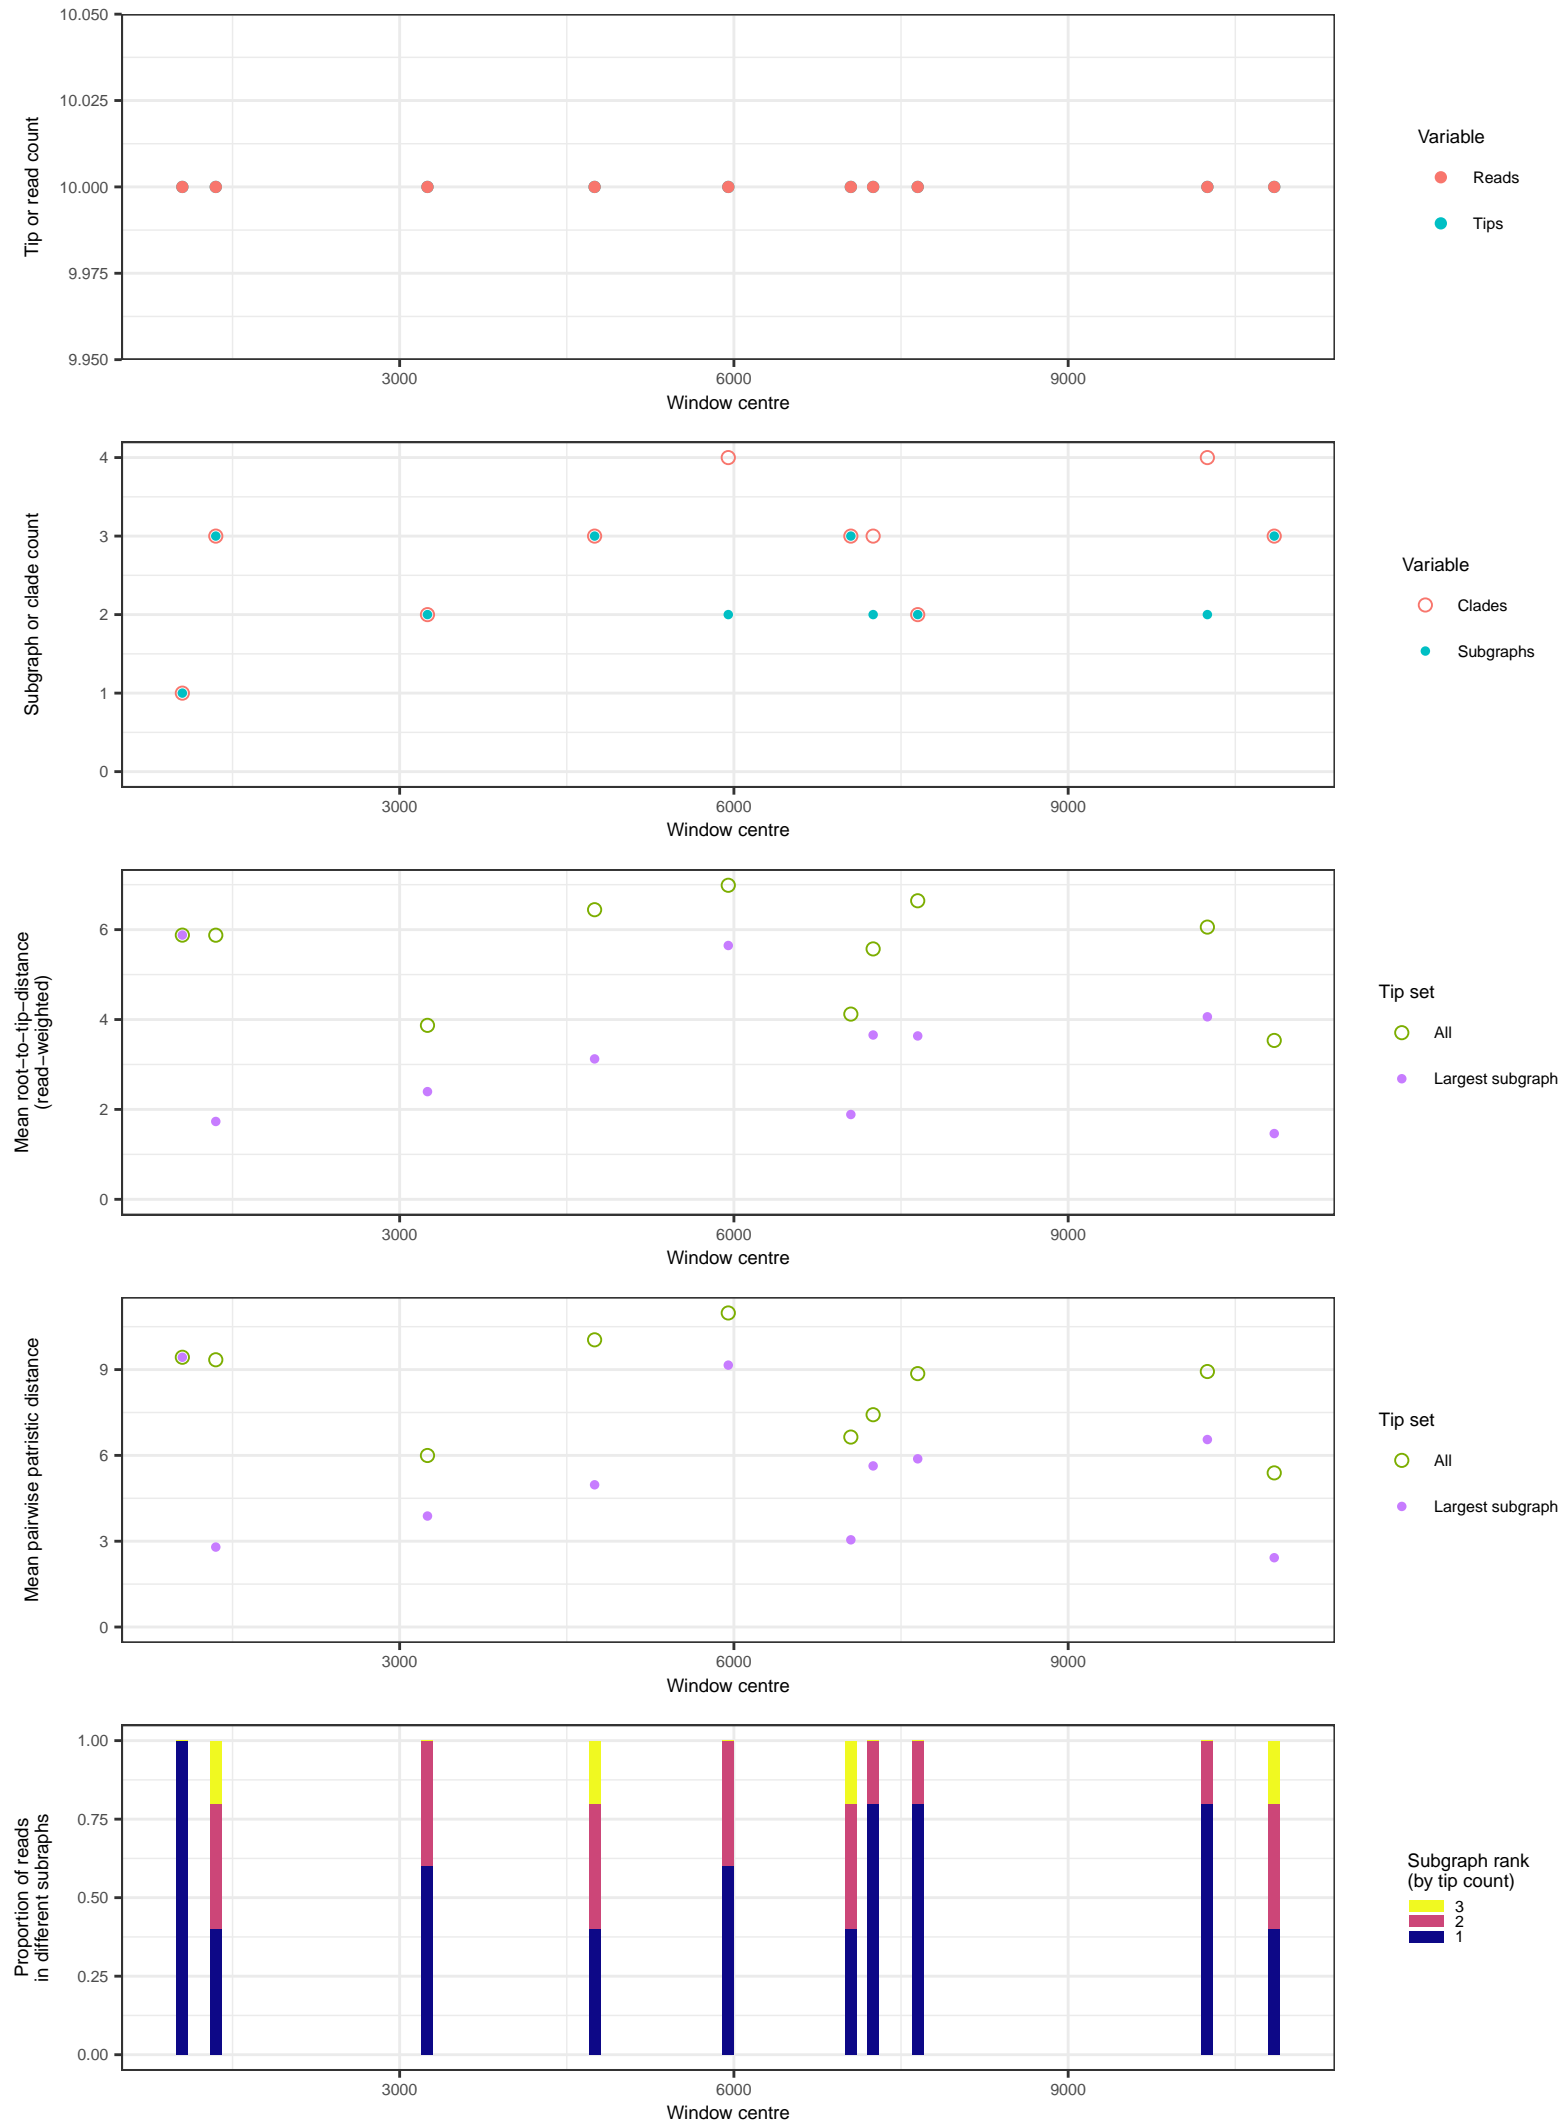 10.050
10.025
10.000
9.975
9.950
Tip or read count
3000
6000
9000
Window centre
Variable
Reads
Tips
4
3
2
1
0
Subgraph or clade count
3000
6000
9000
Window centre
Variable
Clades
Subgraphs
6
4
2
0
Mean root−to−tip−distance
(read−weighted)
3000
6000
9000
Window centre
Tip set
All
Largest subgraph
9
6
3
0
Mean pairwise patristic distance
3000
6000
9000
Window centre
Tip set
All
Largest subgraph
1.00
0.75
0.50
0.25
0.00
Proportion of reads
in different subraphs
3000
6000
9000
Window centre
Subgraph rank
(by tip count)
3
2
1